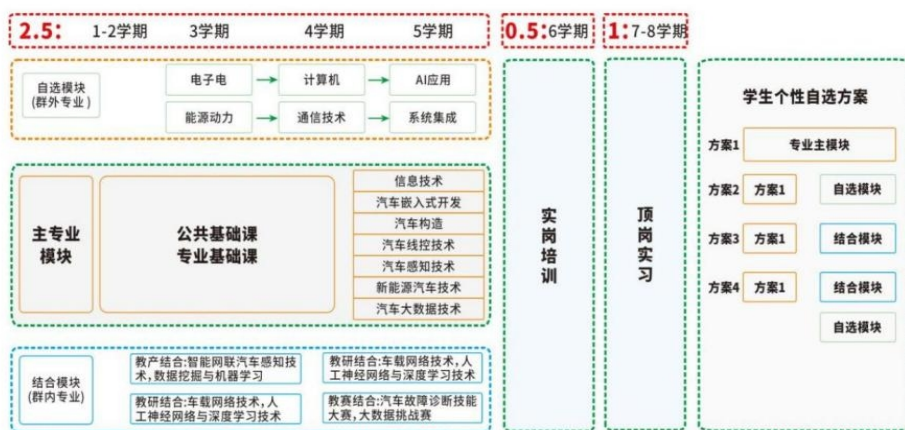 2.5: 1-2学期 3学期 4学期 5学期
0.5:6学期
1:7-8学期
自选模块
(群外专业)
电子电
计算机
AI应用
能源动力
通信技术
系统集成
主专业
模块
公共基础课
专业基础课
信息技术
汽车嵌入式开发
汽车构造
汽车线控技术
汽车感知技术
新能源汽车技术
汽车大数据技术
结合模块
(群内专业)
教产结合:智能网联汽车感知技
术,数据挖掘与机器学习
教研结合:车载网络技术,人
工神经网络与深度学习技术
教研结合:车载网络技术,人
工神经网络与深度学习技术
教赛结合:汽车故障诊断技能
大赛,大数据挑战赛
实岗培训
顶岗实习
学生个性自选方案
方案1 专业主模块
方案2 方案1 自选模块
方案3 方案1 结合模块
方案4 方案1 结合模块
自选模块